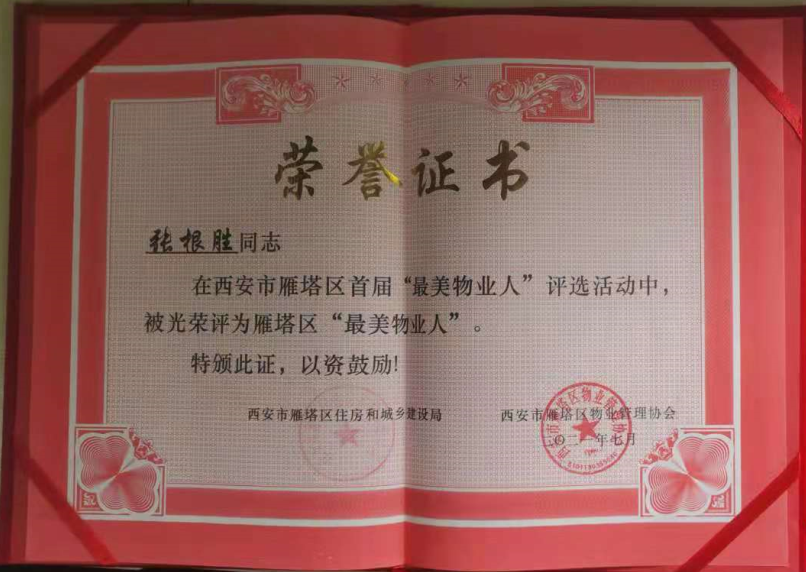 荣誉证书
张根胜同志
在西安市雁塔区首届“最美物业人”评选活动中，
被光荣评为雁塔区“最美物业人”。
特颁此证，以资鼓励!
西安市雁塔区住房和城乡建设局 西安市雁塔区物业管理协会
二〇二一年七月